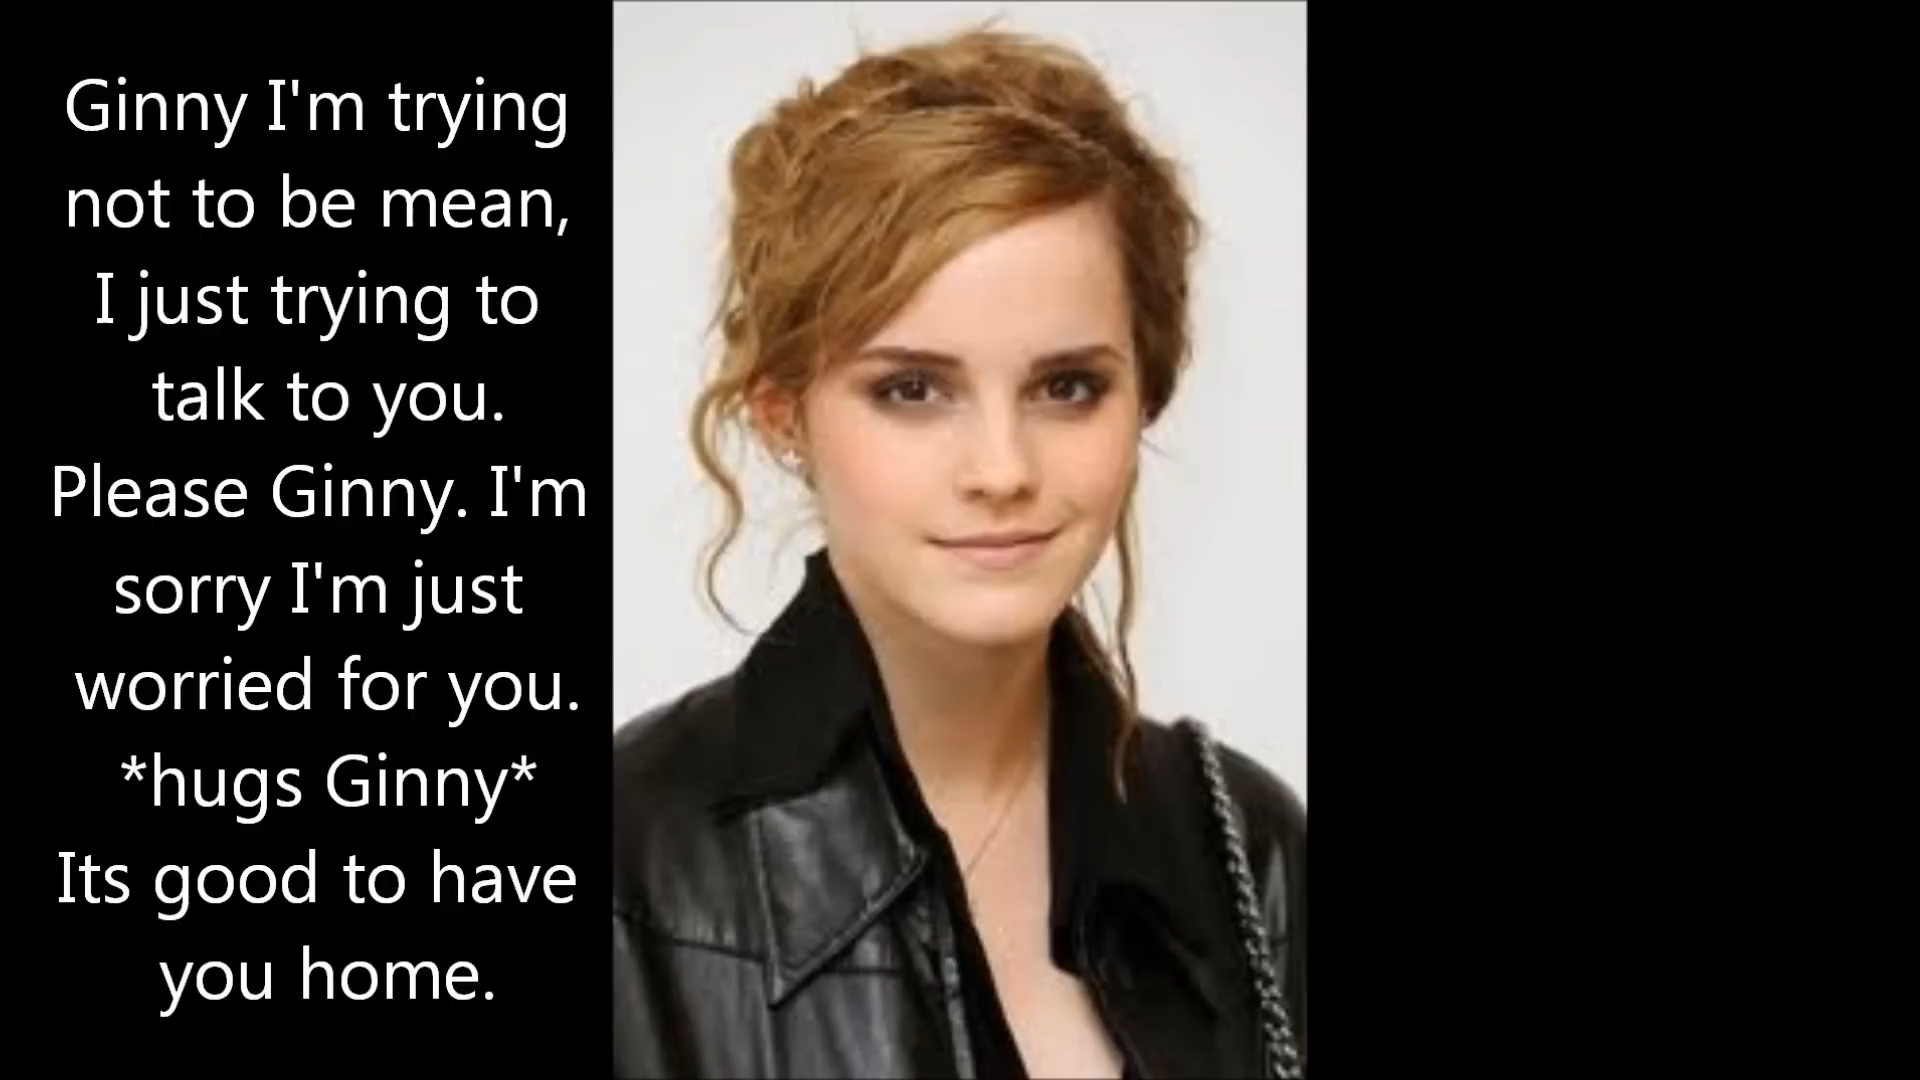 Ginny I'm trying
not to be mean,
I just trying to
talk to you.
Please Ginny. I'm
sorry I'm just
worried for you.
*hugs Ginny*
Its good to have
you home.